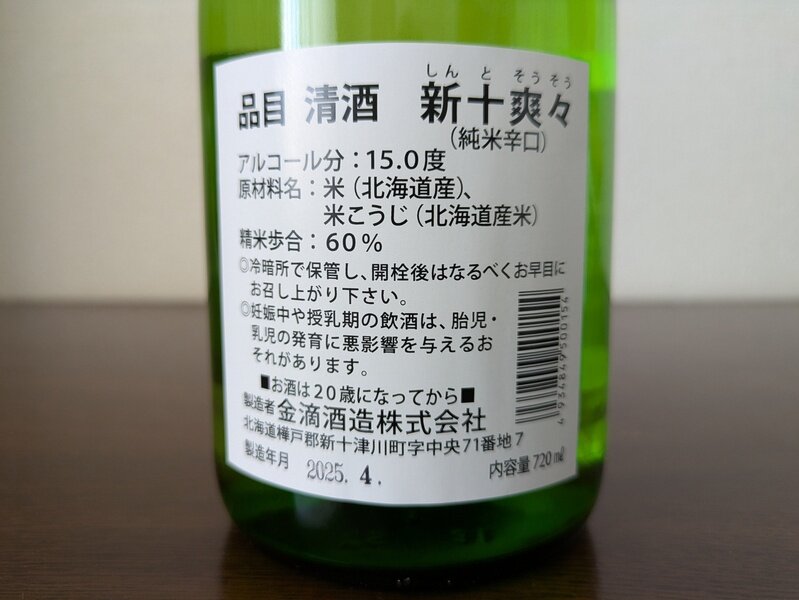 しんとそうそう
品目 清酒 新十爽々
(純米辛口)
アルコール分：15.0度
原材料名：米（北海道産）、
米こうじ（北海道産米）
精米歩合：60%
◎冷暗所で保管し、開栓後はなるべくお早目に
お召し上がり下さい。
◎妊娠中や授乳期の飲酒は、胎児・
乳児の発育に悪影響を与えるお
それがあります。
■お酒は20歳になってから■
製造者 金滴酒造株式会社
北海道樺戸郡新十津川町字中央71番地7
製造年月 2025. 4. 内容量720㎖
4 934849 500154